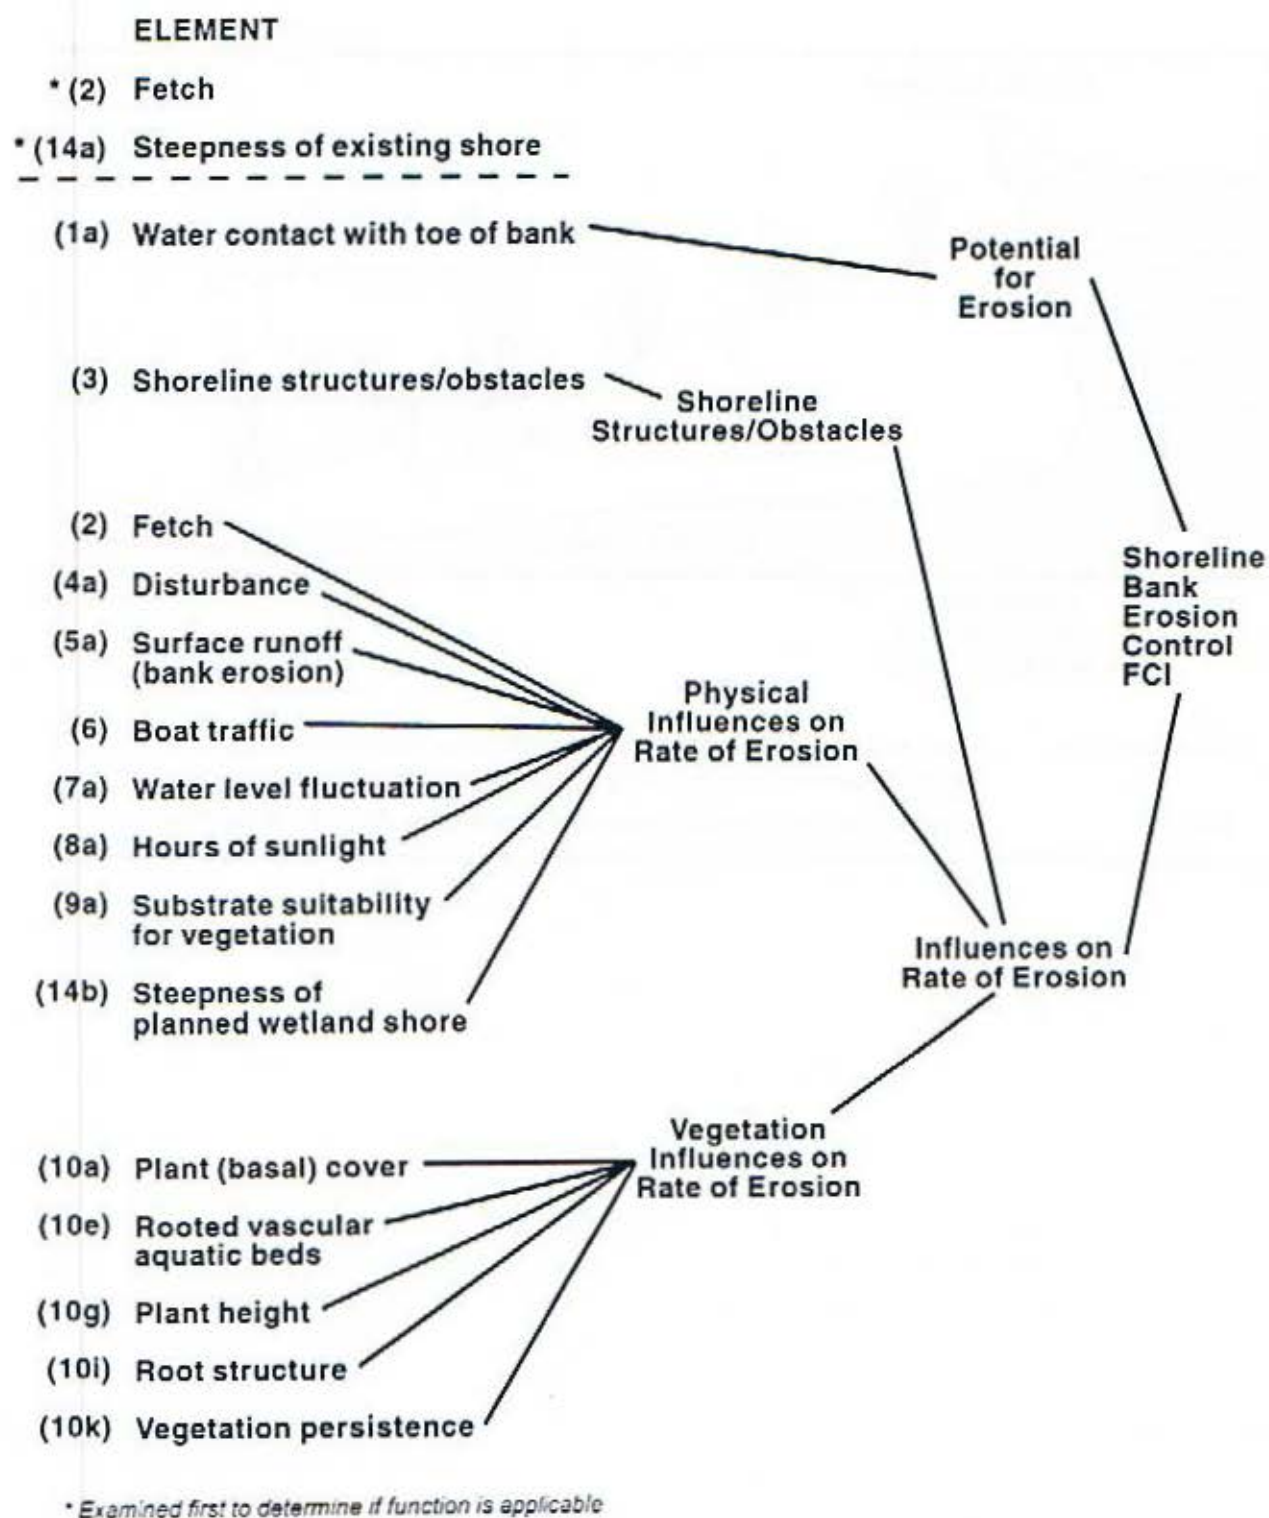 ELEMENT
* (2) Fetch
* (14a) Steepness of existing shore
(1a) Water contact with toe of bank
Potential
for
Erosion
(3) Shoreline structures/obstacles
Shoreline
Structures/Obstacles
(2) Fetch
(4a) Disturbance
(5a) Surface runoff
(bank erosion)
(6) Boat traffic
(7a) Water level fluctuation
(8a) Hours of sunlight
(9a) Substrate suitability
for vegetation
(14b) Steepness of
planned wetland shore
Physical
Influences on
Rate of Erosion
Shoreline
Bank
Erosion
Control
FCI
Influences on
Rate of Erosion
Vegetation
Influences on
Rate of Erosion
(10a) Plant (basal) cover
(10e) Rooted vascular
aquatic beds
(10g) Plant height
(10i) Root structure
(10k) Vegetation persistence
* Examined first to determine if function is applicable